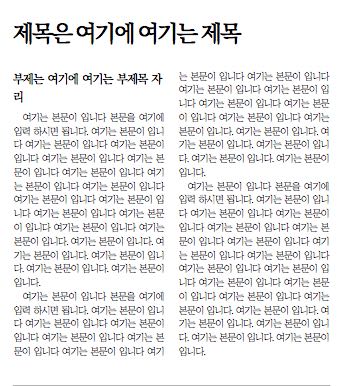 제목은 여기에 여기는 제목
부제는 여기에 여기는 부제목 자
리
여기는 본문이 입니다 본문을 여기에
입력 하시면 됩니다. 여기는 본문이 입니
다 여기는 본문이 입니다 여기는 본문이
입니다 여기는 본문이 입니다 여기는 본
문이 입니다 여기는 본문이 입니다 여기
는 본문이 입니다 여기는 본문이 입니다
여기는 본문이 입니다 여기는 본문이 입
니다 여기는 본문이 입니다 여기는 본문
이 입니다 여기는 본문이 입니다 여기는
본문이 입니다. 여기는 본문이 입니다. 여
기는 본문이 입니다. 여기는 본문이 입니
다. 여기는 본문이 입니다. 여기는 본문이
입니다.
여기는 본문이 입니다 본문을 여기에
입력 하시면 됩니다. 여기는 본문이 입니
다 여기는 본문이 입니다 여기는 본문이
입니다 여기는 본문이 입니다 여기는 본
문이 입니다 여기는 본문이 입니다 여기
는 본문이 입니다 여기는 본문이 입니다
여기는 본문이 입니다 여기는 본문이 입
니다 여기는 본문이 입니다 여기는 본문
이 입니다 여기는 본문이 입니다 여기는
본문이 입니다. 여기는 본문이 입니다. 여
기는 본문이 입니다. 여기는 본문이 입니
다. 여기는 본문이 입니다. 여기는 본문이
입니다.
여기는 본문이 입니다 본문을 여기에
입력 하시면 됩니다. 여기는 본문이 입니
다 여기는 본문이 입니다 여기는 본문이
입니다 여기는 본문이 입니다 여기는 본
문이 입니다 여기는 본문이 입니다 여기
는 본문이 입니다 여기는 본문이 입니다
여기는 본문이 입니다 여기는 본문이 입
니다 여기는 본문이 입니다 여기는 본문
이 입니다 여기는 본문이 입니다 여기는
본문이 입니다. 여기는 본문이 입니다. 여
기는 본문이 입니다. 여기는 본문이 입니
다. 여기는 본문이 입니다. 여기는 본문이
입니다.